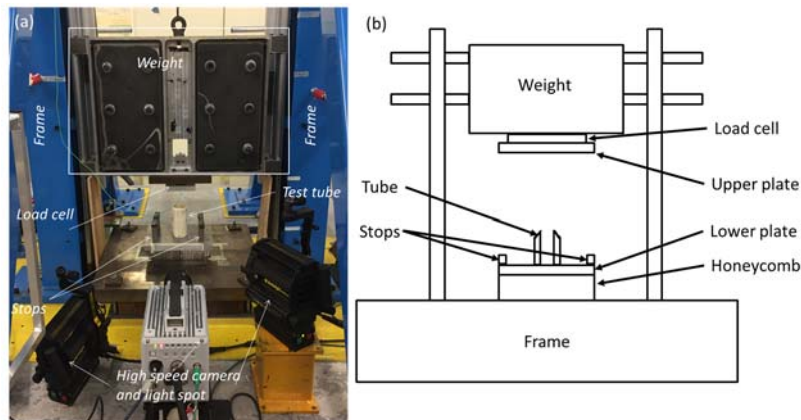 (a)
Weight
Frame
Frame
Load cell
Test tube
Stops
High speed camera
and light spot
(b)
Weight
Load cell
Upper plate
Tube
Stops
Lower plate
Honeycomb
Frame